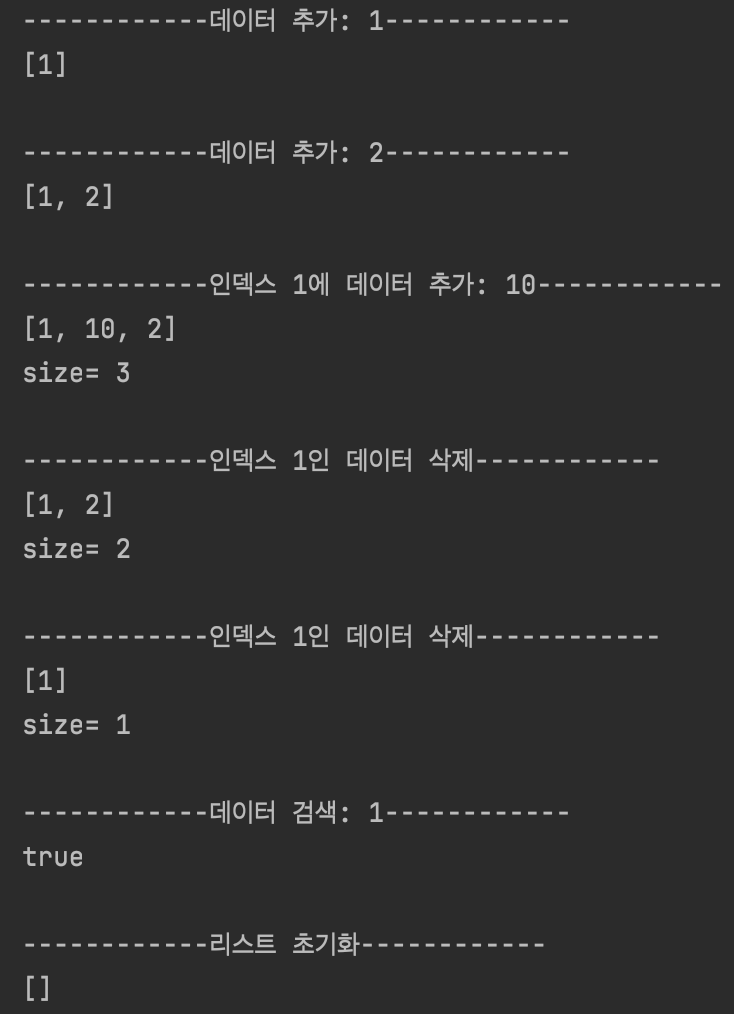 ------------데이터 추가: 1------------
[1]
------------데이터 추가: 2------------
[1, 2]
------------인덱스 1에 데이터 추가: 10------------
[1, 10, 2]
size= 3
------------인덱스 1인 데이터 삭제------------
[1, 2]
size= 2
------------인덱스 1인 데이터 삭제------------
[1]
size= 1
------------데이터 검색: 1------------
true
------------리스트 초기화------------
[]